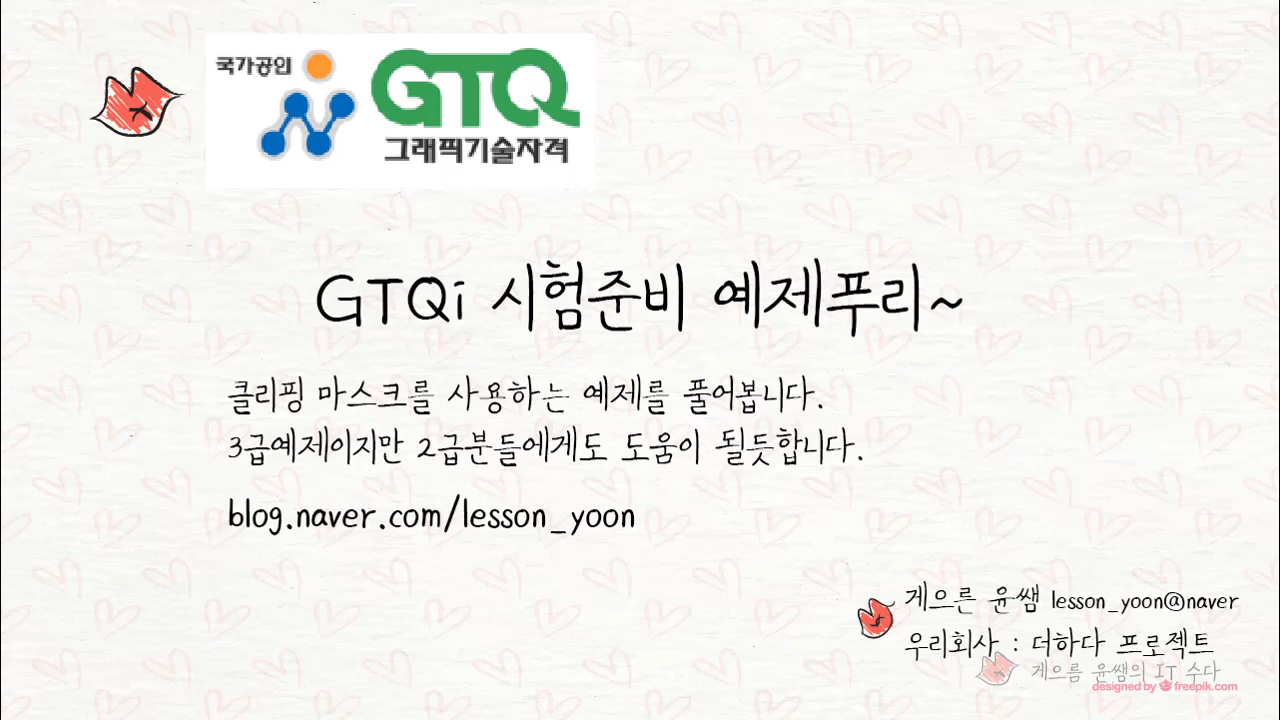 국가공인
GTQ
그래픽기술자격
GTQi 시험준비 예제푸리~
클리핑 마스크를 사용하는 예제를 풀어봅니다.
3급예제이지만 2급분들에게도 도움이 될듯합니다.
blog.naver.com/lesson_yoon
게으른 윤쌤 lesson_yoon@naver
우리회사 : 더하다 프로젝트
게으름 윤쌤의 IT 수다
designed by freepik.com